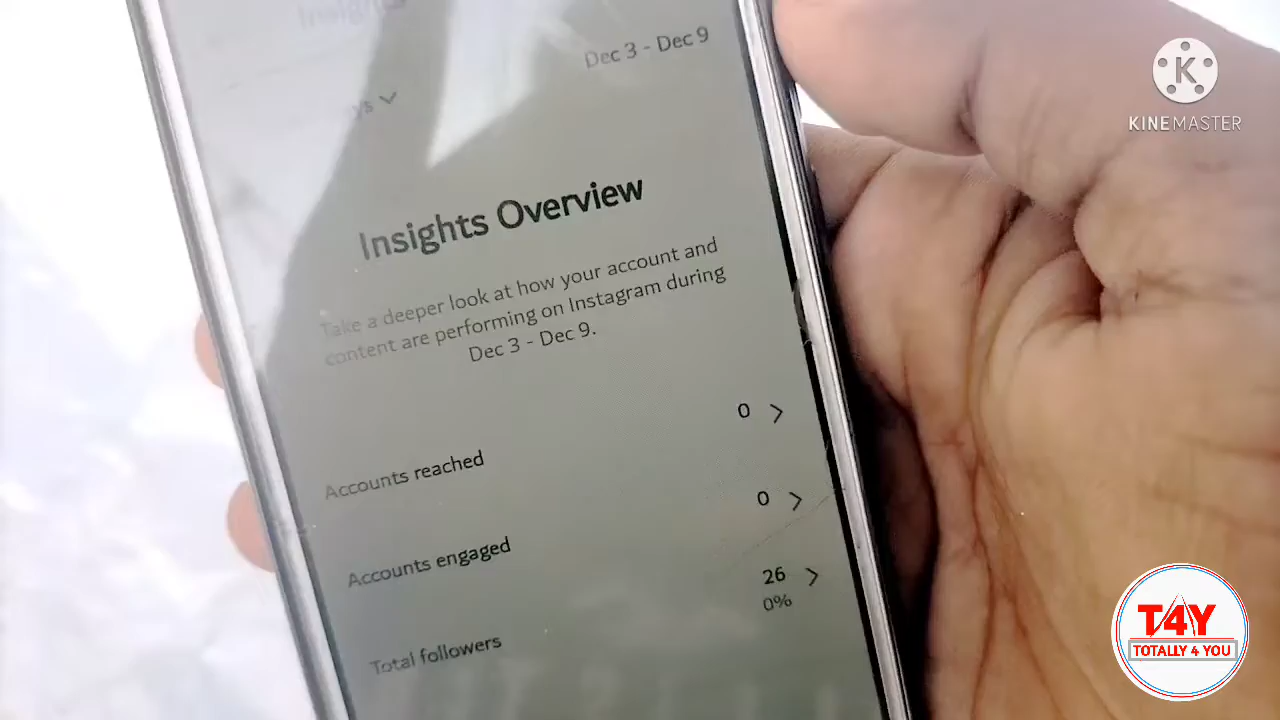 Insights
Dec 3 - Dec 9
ys
Insights Overview
Take a deeper look at how your account and
content are performing on Instagram during
Dec 3 - Dec 9.
0
Accounts reached
0
Accounts engaged
26
0%
Total followers
K
KINEMASTER
T4Y
TOTALLY 4 YOU